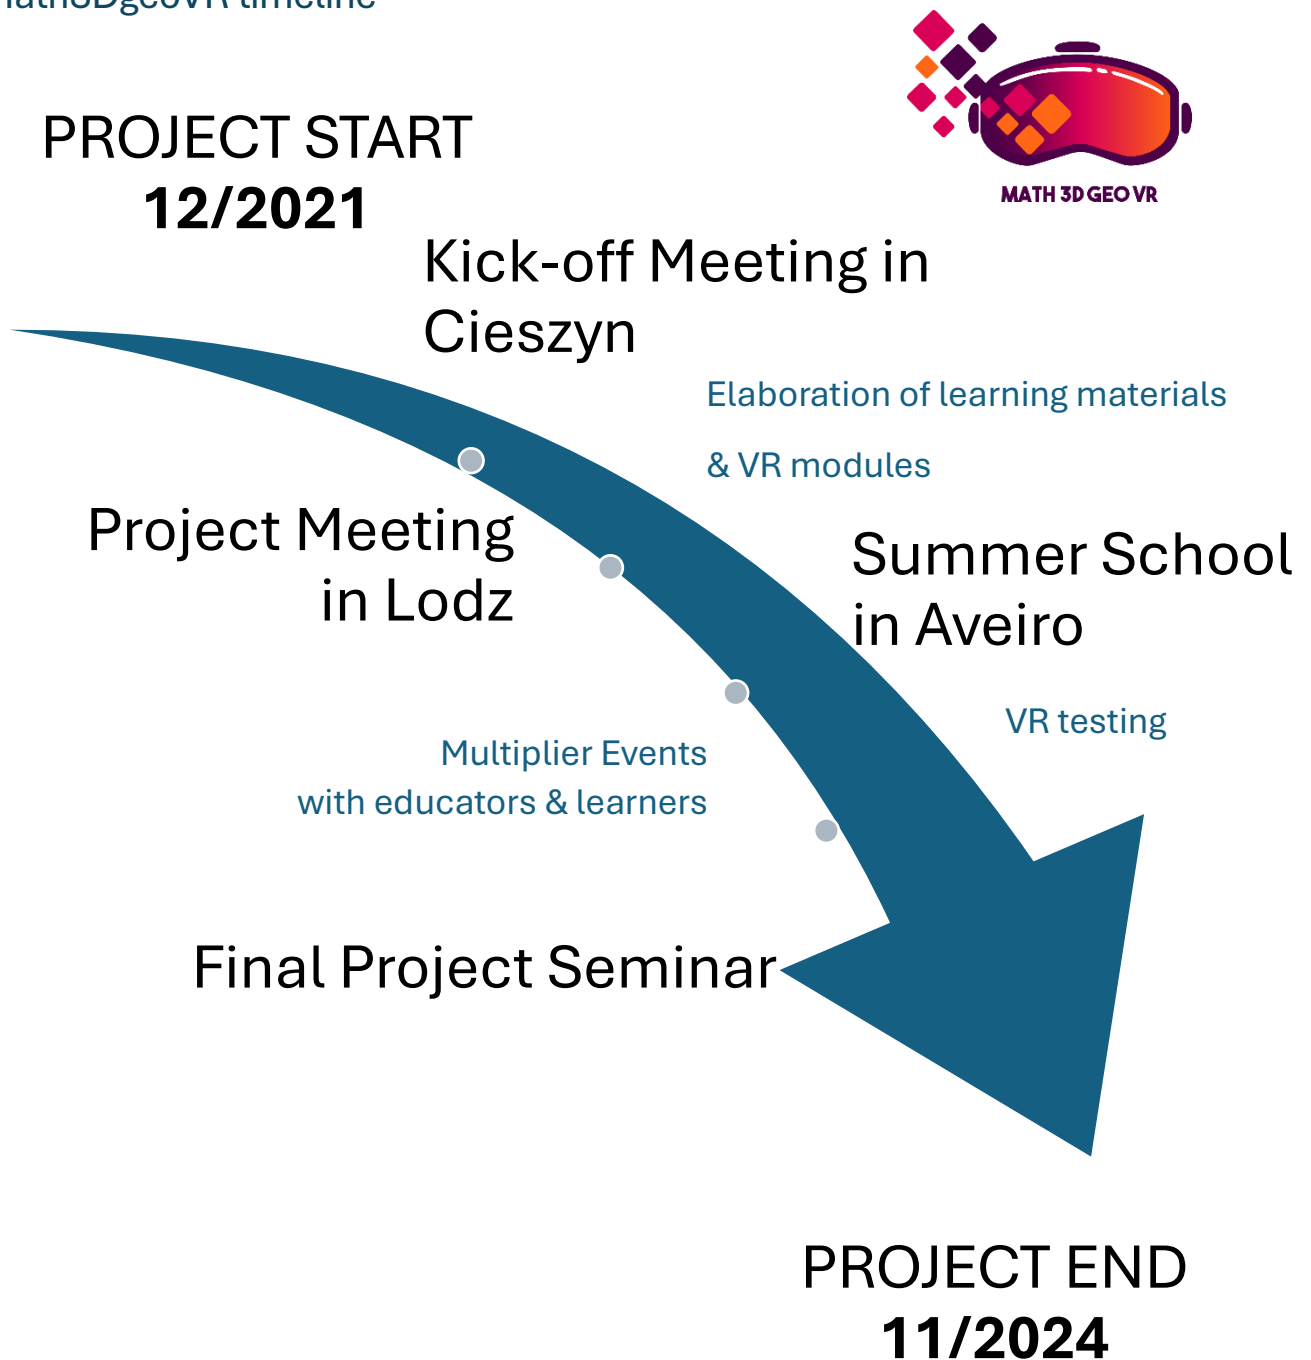 timeline
MATH 3D GEO VR
PROJECT START
12/2021
Kick-off Meeting in
Cieszyn
Elaboration of learning materials
& VR modules
Project Meeting
in Lodz
Summer School
in Aveiro
VR testing
Multiplier Events
with educators & learners
Final Project Seminar
PROJECT END
11/2024